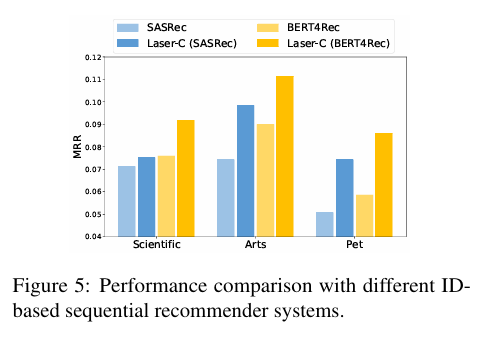 SASRec BERT4Rec
Laser-C (SASRec) Laser-C (BERT4Rec)
0.12
0.11
0.10
0.09
0.08
0.07
0.06
0.05
0.04
MRR
Scientific Arts Pet
Figure 5: Performance comparison with different ID-
based sequential recommender systems.